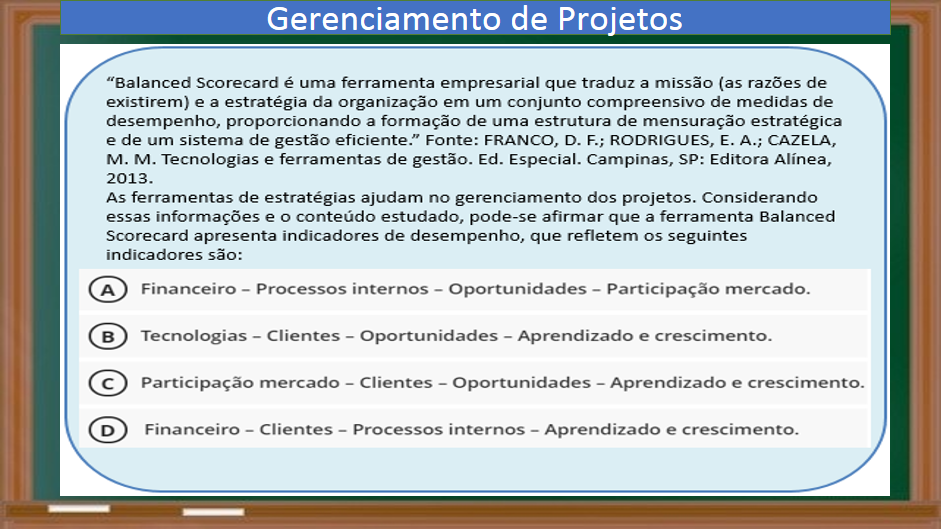 Gerenciamento de Projetos
“Balanced Scorecard é uma ferramenta empresarial que traduz a missão (as razões de
existirem) e a estratégia da organização em um conjunto compreensivo de medidas de
desempenho, proporcionando a formação de uma estrutura de mensuração estratégica
e de um sistema de gestão eficiente.” Fonte: FRANCO, D. F.; RODRIGUES, E. A.; CAZELA,
M. M. Tecnologias e ferramentas de gestão. Ed. Especial. Campinas, SP: Editora Alínea,
2013.
As ferramentas de estratégias ajudam no gerenciamento dos projetos. Considerando
essas informações e o conteúdo estudado, pode-se afirmar que a ferramenta Balanced
Scorecard apresenta indicadores de desempenho, que refletem os seguintes
indicadores são:
A Financeiro – Processos internos – Oportunidades – Participação mercado.
B Tecnologias – Clientes – Oportunidades – Aprendizado e crescimento.
C Participação mercado – Clientes – Oportunidades – Aprendizado e crescimento.
D Financeiro – Clientes – Processos internos – Aprendizado e crescimento.